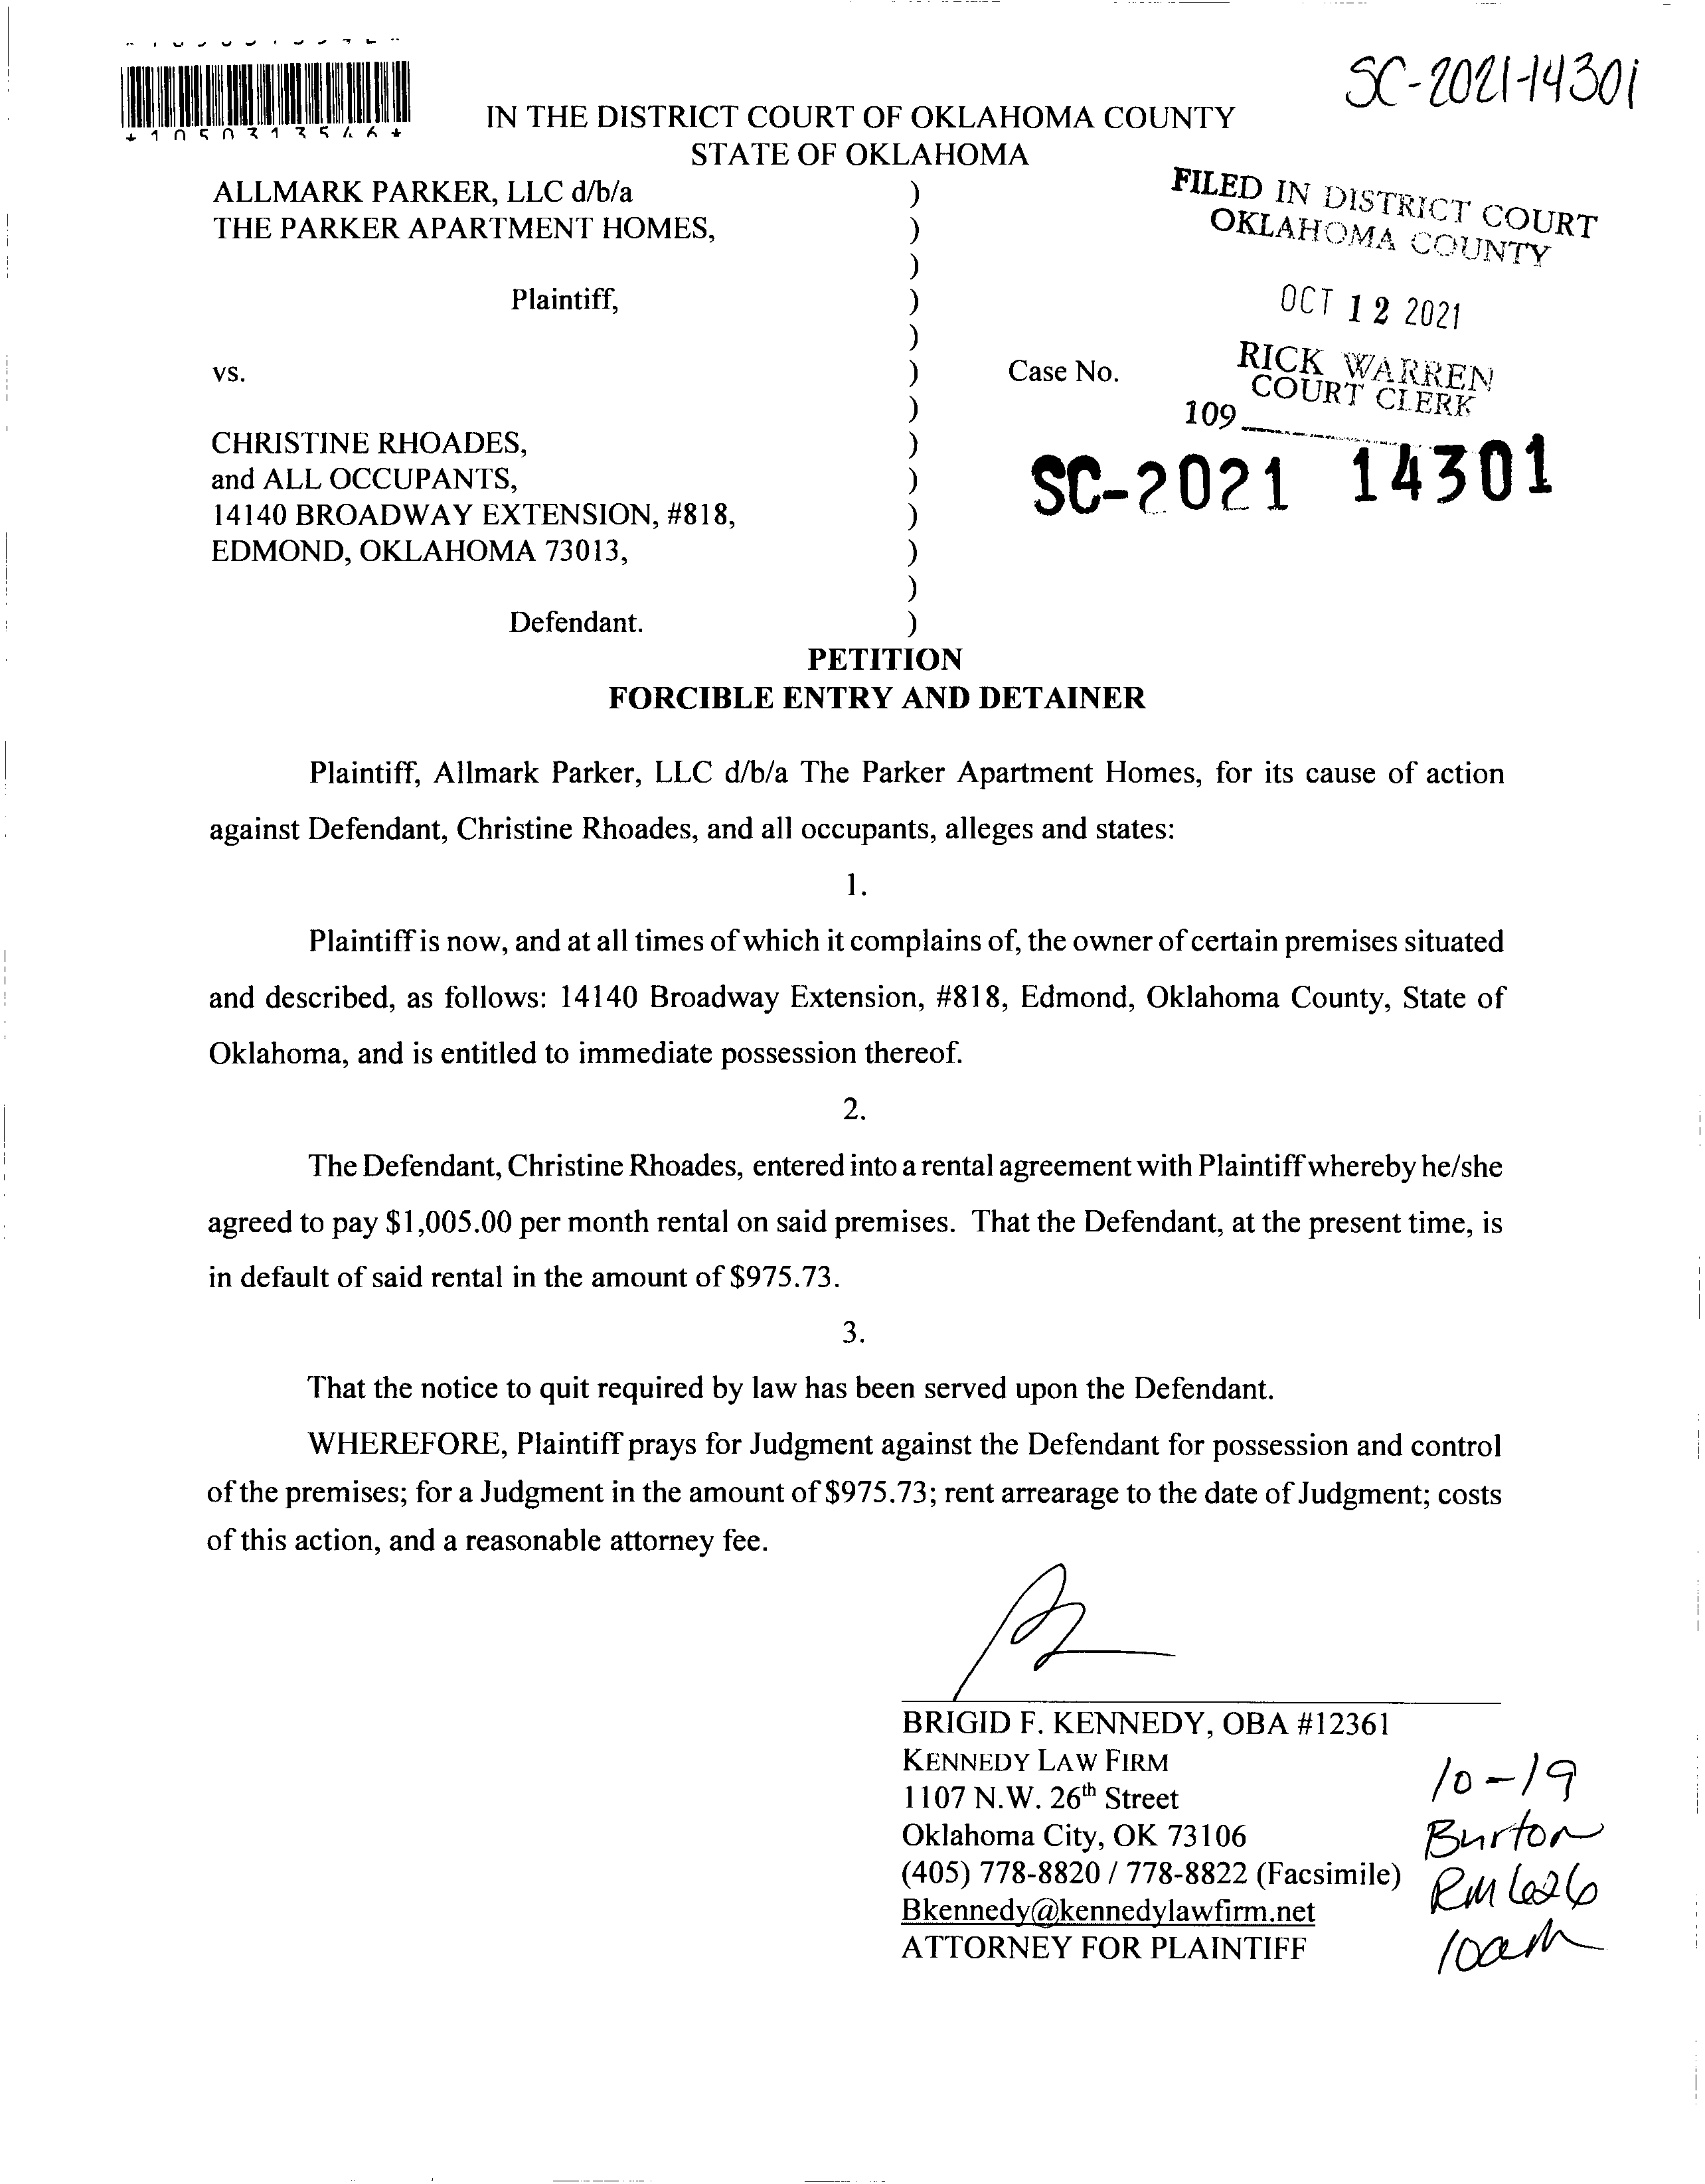 SC-2021-14301
*1050313546*
IN THE DISTRICT COURT OF OKLAHOMA COUNTY
STATE OF OKLAHOMA
ALLMARK PARKER, LLC d/b/a )
THE PARKER APARTMENT HOMES, )
)
Plaintiff, )
)
vs. ) Case No.
)
CHRISTINE RHOADES, )
and ALL OCCUPANTS, )
14140 BROADWAY EXTENSION, #818, )
EDMOND, OKLAHOMA 73013, )
)
Defendant. )
FILED IN DISTRICT COURT
OKLAHOMA COUNTY
OCT 12 2021
RICK WARREN
COURT CLERK
109
SC-2021 14301
PETITION
FORCIBLE ENTRY AND DETAINER
Plaintiff, Allmark Parker, LLC d/b/a The Parker Apartment Homes, for its cause of action
against Defendant, Christine Rhoades, and all occupants, alleges and states:
1.
Plaintiff is now, and at all times of which it complains of, the owner of certain premises situated
and described, as follows: 14140 Broadway Extension, #818, Edmond, Oklahoma County, State of
Oklahoma, and is entitled to immediate possession thereof.
2.
The Defendant, Christine Rhoades, entered into a rental agreement with Plaintiff whereby he/she
agreed to pay $1,005.00 per month rental on said premises. That the Defendant, at the present time, is
in default of said rental in the amount of $975.73.
3.
That the notice to quit required by law has been served upon the Defendant.
WHEREFORE, Plaintiff prays for Judgment against the Defendant for possession and control
of the premises; for a Judgment in the amount of $975.73; rent arrearage to the date of Judgment; costs
of this action, and a reasonable attorney fee.
BRIGID F. KENNEDY, OBA #12361
KENNEDY LAW FIRM
1107 N.W. 26th Street
Oklahoma City, OK 73106
(405) 778-8820 / 778-8822 (Facsimile)
Bkennedy@kennedylawfirm.net
ATTORNEY FOR PLAINTIFF
10-19
Burton
RM 626
10am